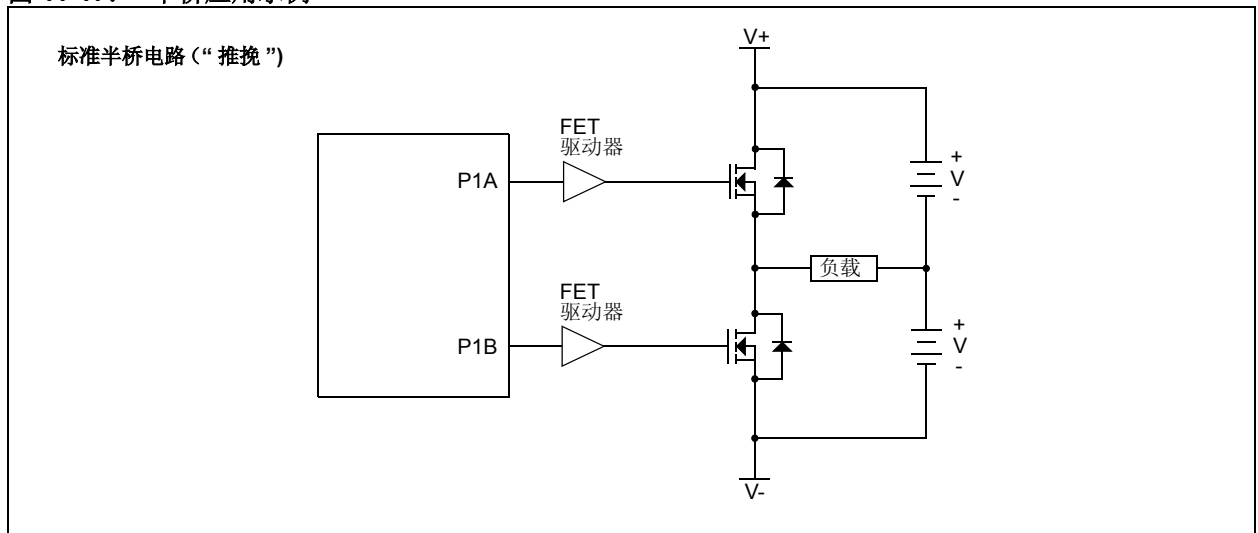 标准半桥电路（“ 推挽 ”)
V+
FET
驱动器
P1A
+
V
-
负载
FET
驱动器
P1B
+
V
-
V-